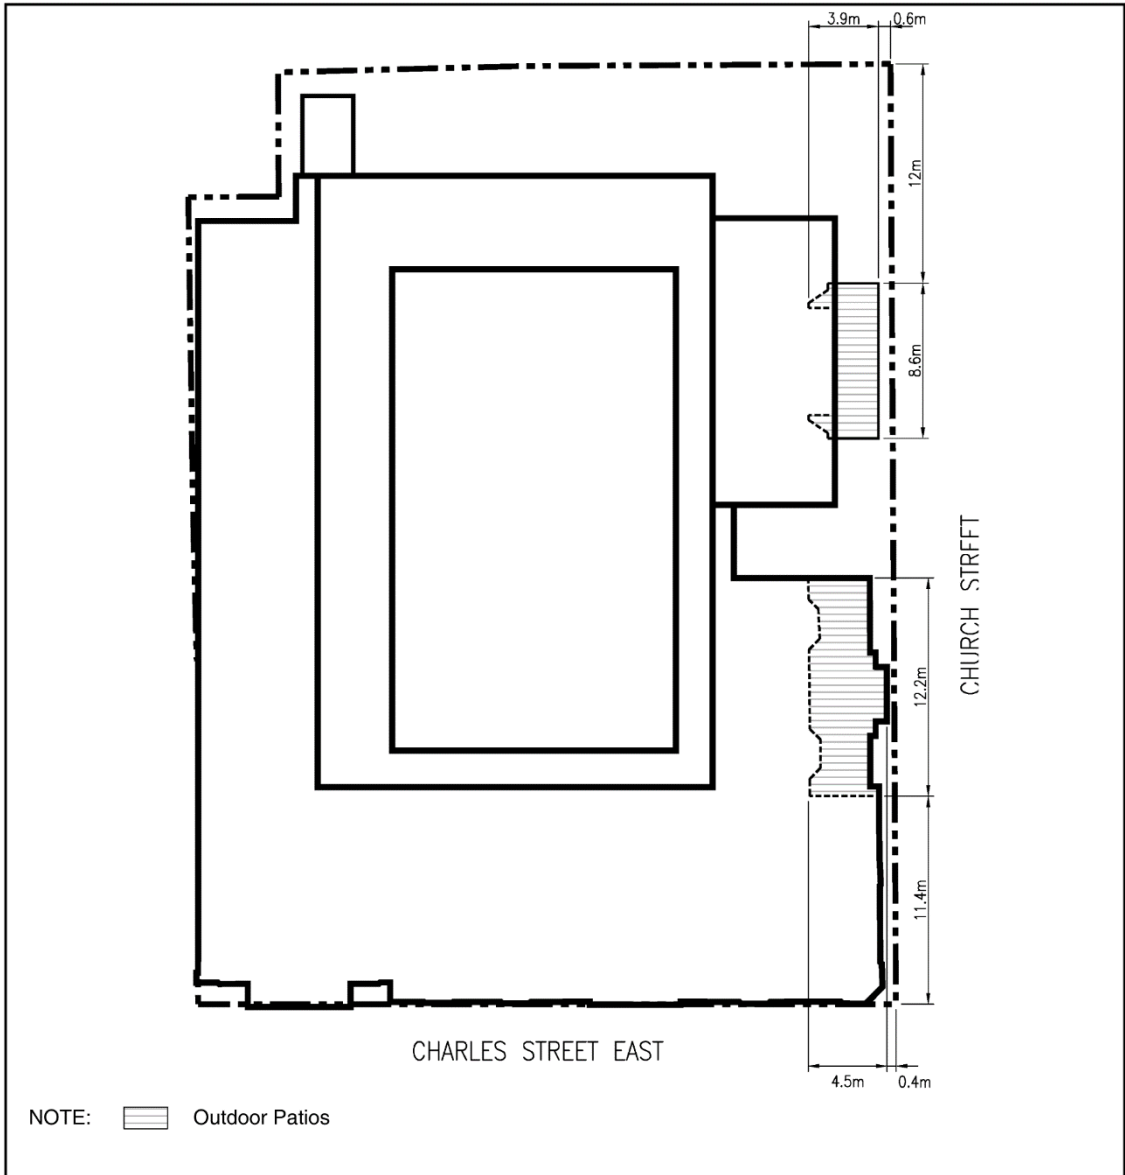 3.9m 0.6m
12m
8.6m
CHURCH STREET
12.2m
11.4m
CHARLES STREET EAST
4.5m 0.4m
NOTE: Outdoor Patios